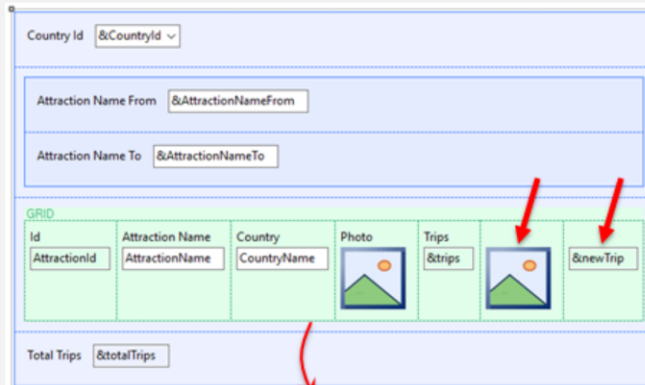 Country Id &CountryId
Attraction Name From &AttractionNameFrom
Attraction Name To &AttractionNameTo
GRID
Id Attraction Name Country Photo Trips
AttractionId AttractionName CountryName &trips &newTrip
Total Trips &totalTrips